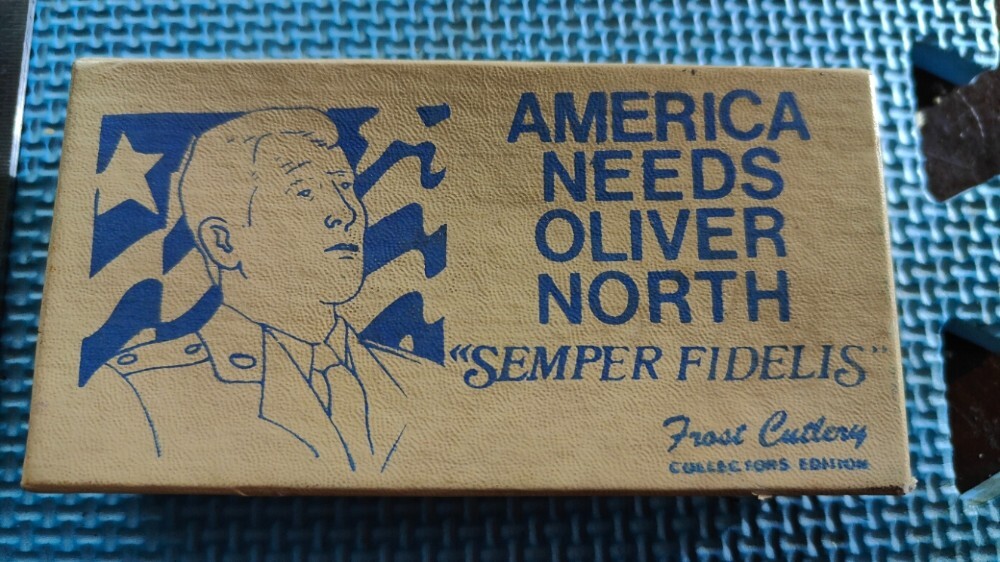 AMERICA
NEEDS
OLIVER
NORTH
"SEMPER FIDELIS"
Frost Cutlery
COLLECTORS EDITION